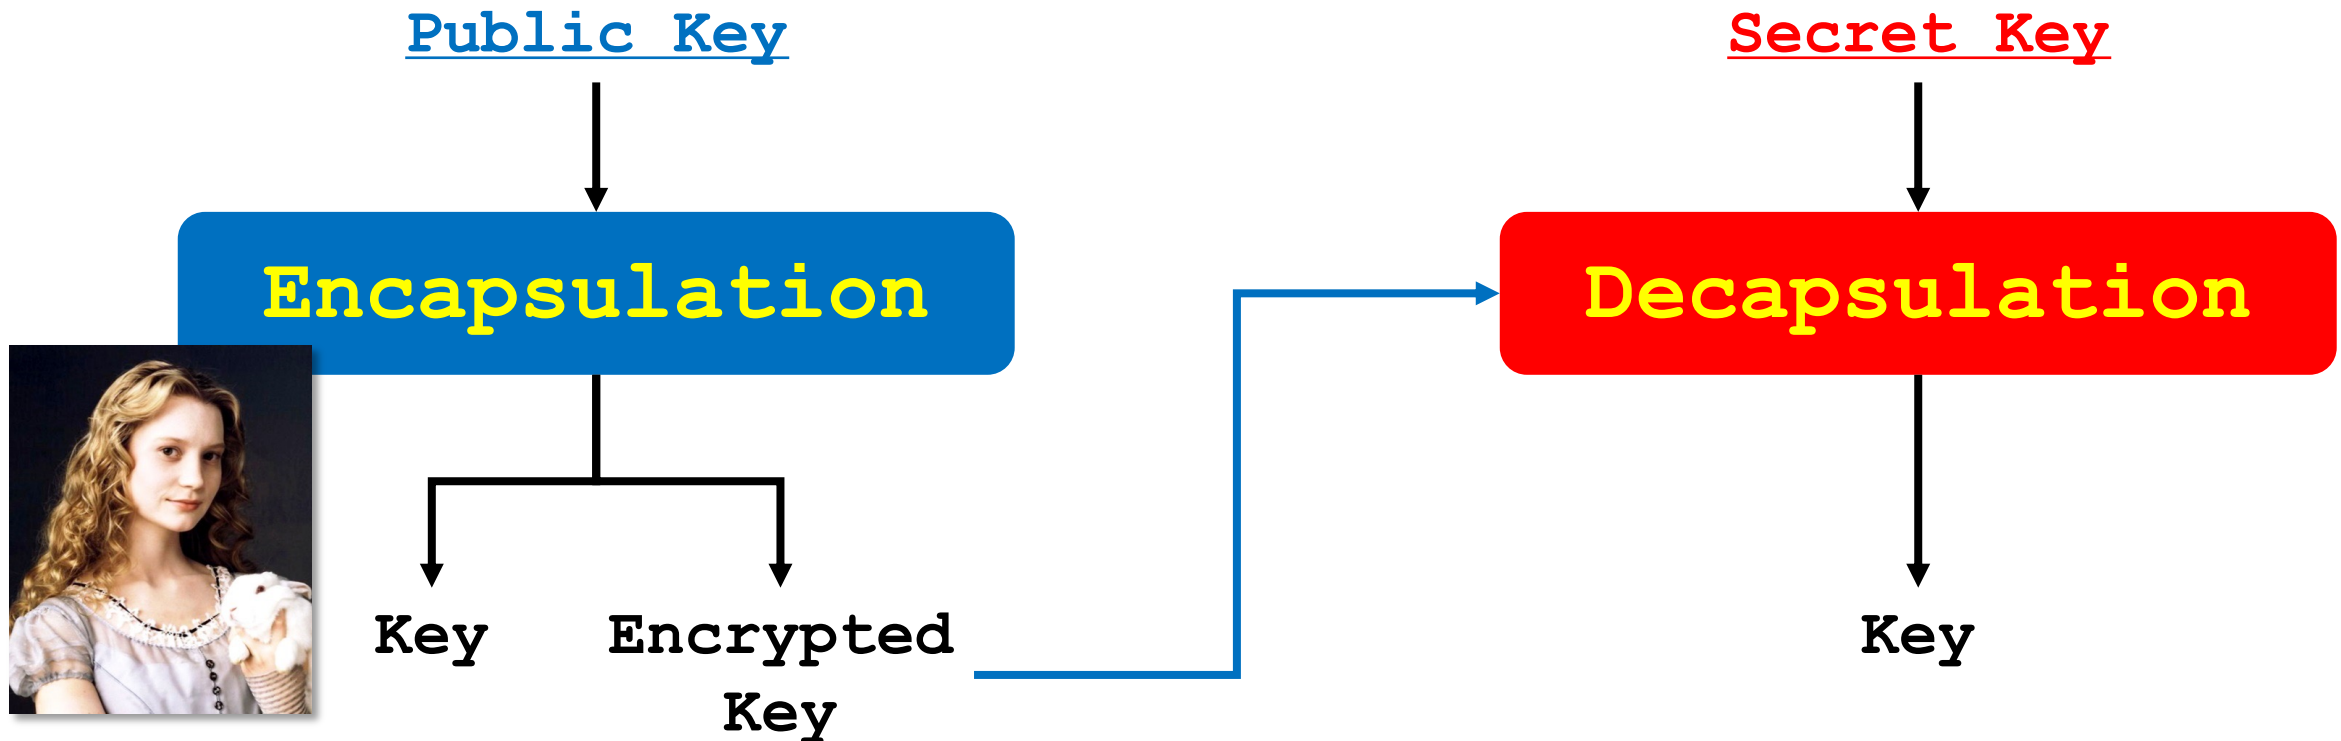 Public Key
Secret Key
Encapsulation
Decapsulation
Key
Encrypted
Key
Key